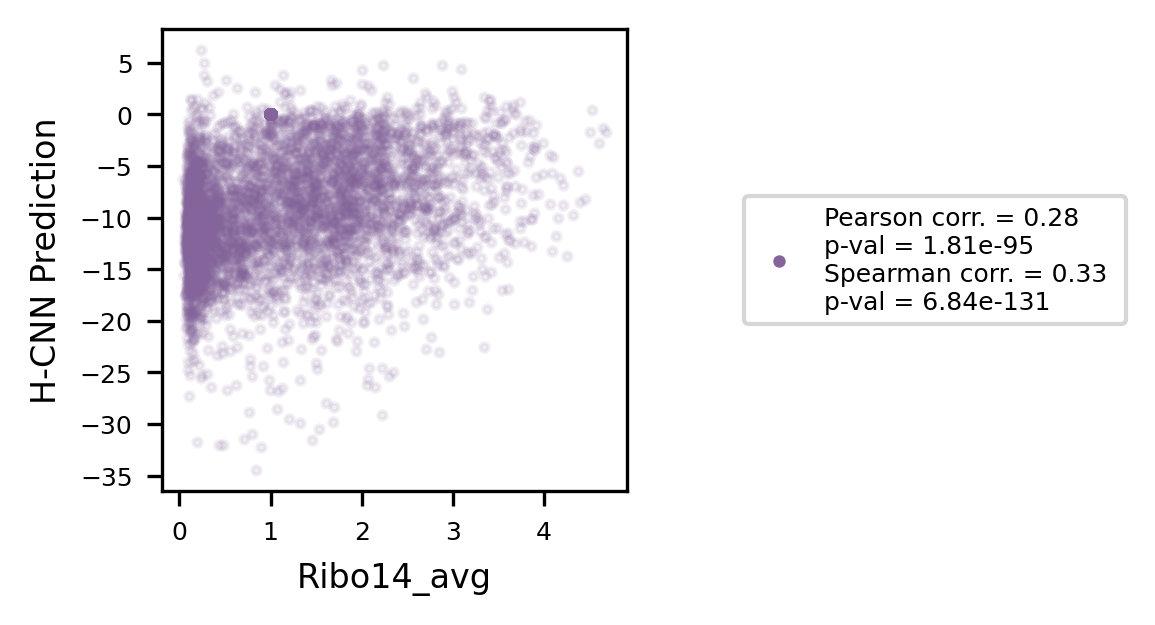 5
0
−5
−10
−15
−20
−25
−30
−35
H-CNN Prediction
0
1
2
3
4
Ribo14_avg
Pearson corr. = 0.28
p-val = 1.81e-95
Spearman corr. = 0.33
p-val = 6.84e-131